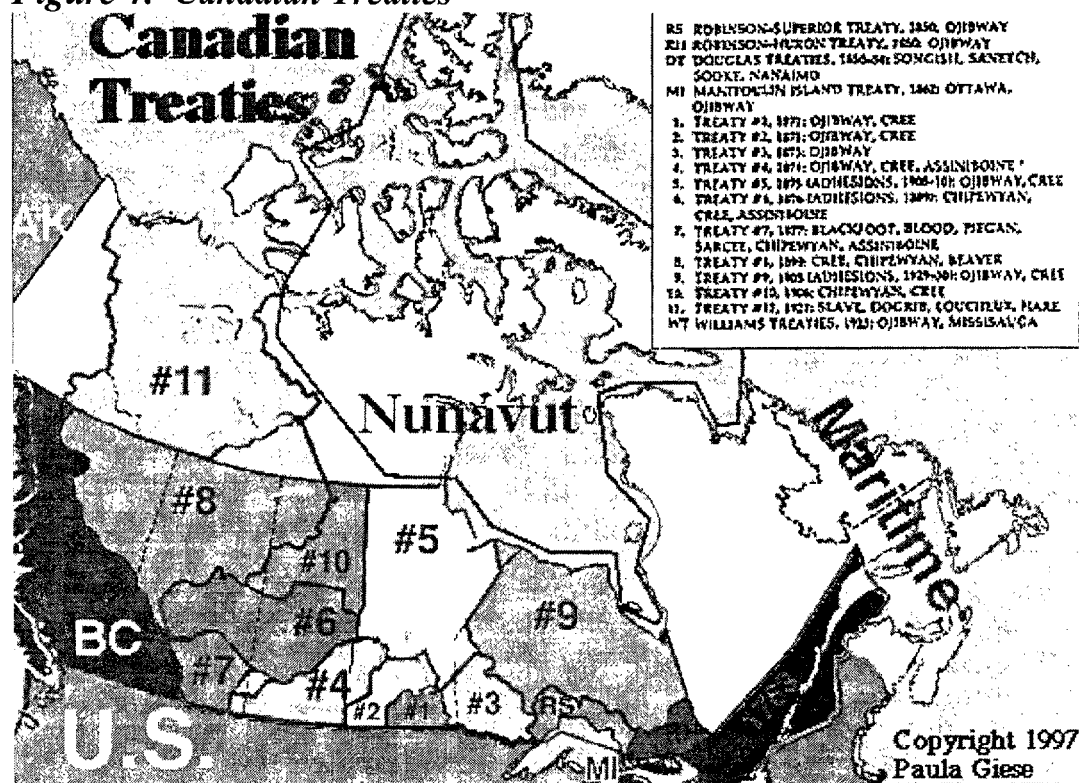 Figure 4: Canadian Treaties
Canadian
Treaties
RS ROBINSON-SUPERIOR TREATY, 1850, OJIBWAY
RH ROBINSON-HURON TREATY, 1850, OJIBWAY
DT DOUGLAS TREATIES, 1850-54: SONGISH, SANETCH,
SOOKE, NANAIMO
MI MANITOULIN ISLAND TREATY, 1862: OTTAWA,
OJIBWAY
1. TREATY #1, 1871: OJIBWAY, CREE
2. TREATY #2, 1871: OJIBWAY, CREE
3. TREATY #3, 1873: OJIBWAY
4. TREATY #4, 1874: OJIBWAY, CREE, ASSINIBOINE
5. TREATY #5, 1875 (ADHESIONS, 1908-10): OJIBWAY, CREE
6. TREATY #6, 1876 (ADHESIONS, 1889): CHIPEWYAN,
CREE, ASSINIBOINE
7. TREATY #7, 1877: BLACKFOOT, BLOOD, PIEGAN,
SARCEE, CHIPEWYAN, ASSINIBOINE
8. TREATY #8, 1899: CREE, CHIPEWYAN, BEAVER
9. TREATY #9, 1905 (ADHESIONS, 1929-30): OJIBWAY, CREE
10. TREATY #10, 1906: CHIPEWYAN, CREE
11. TREATY #11, 1921: SLAVE, DOGRIB, LOUCHEUX, HARE
WT WILLIAMS TREATIES, 1923: OJIBWAY, MISSISAUGA
AK
#11
Nunavut
Maritime
#8
#5
#10
#9
#6
BC
#7
#4
#2
#1
#3
RS
U.S.
MI
Copyright 1997
Paula Giese